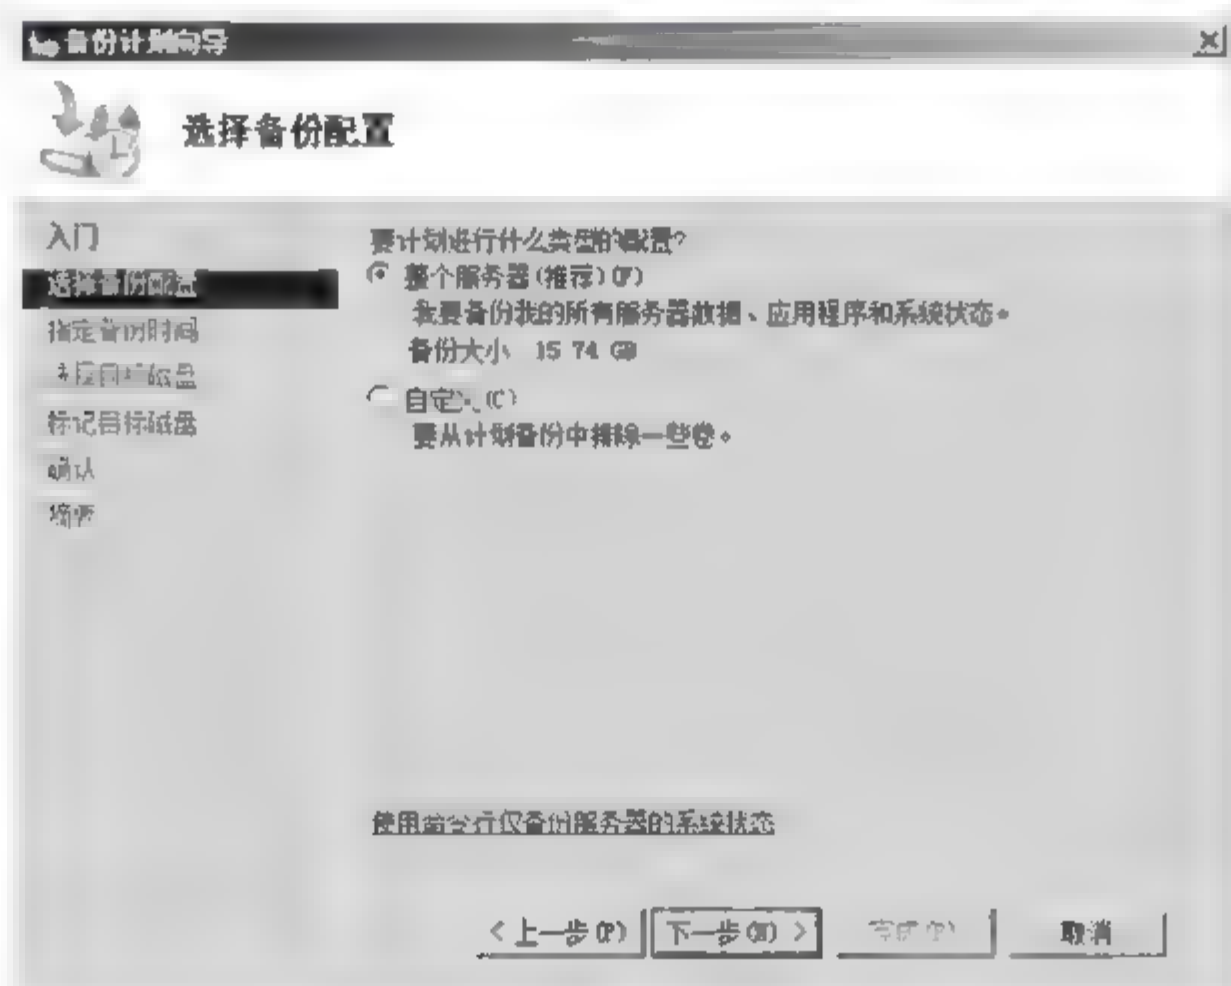 备份计划向导
选择备份配置
入门
选择备份配置
指定备份时间
标记目标磁盘
确认
摘要
要计划进行什么类型的配置?
整个服务器(推荐)(F)
我要备份我的所有服务器数据、应用程序和系统状态。
备份大小: 15.74 GB
自定义(C)
要从计划备份中排除一些卷。
使用命令行仅备份服务器的系统状态
< 上一步(P)
下一步(N) >
取消